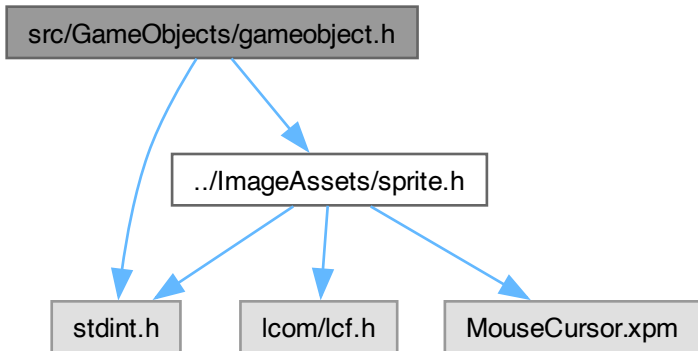 src/GameObjects/gameobject.h
../ImageAssets/sprite.h
stdint.h
lcom/lcf.h
MouseCursor.xpm